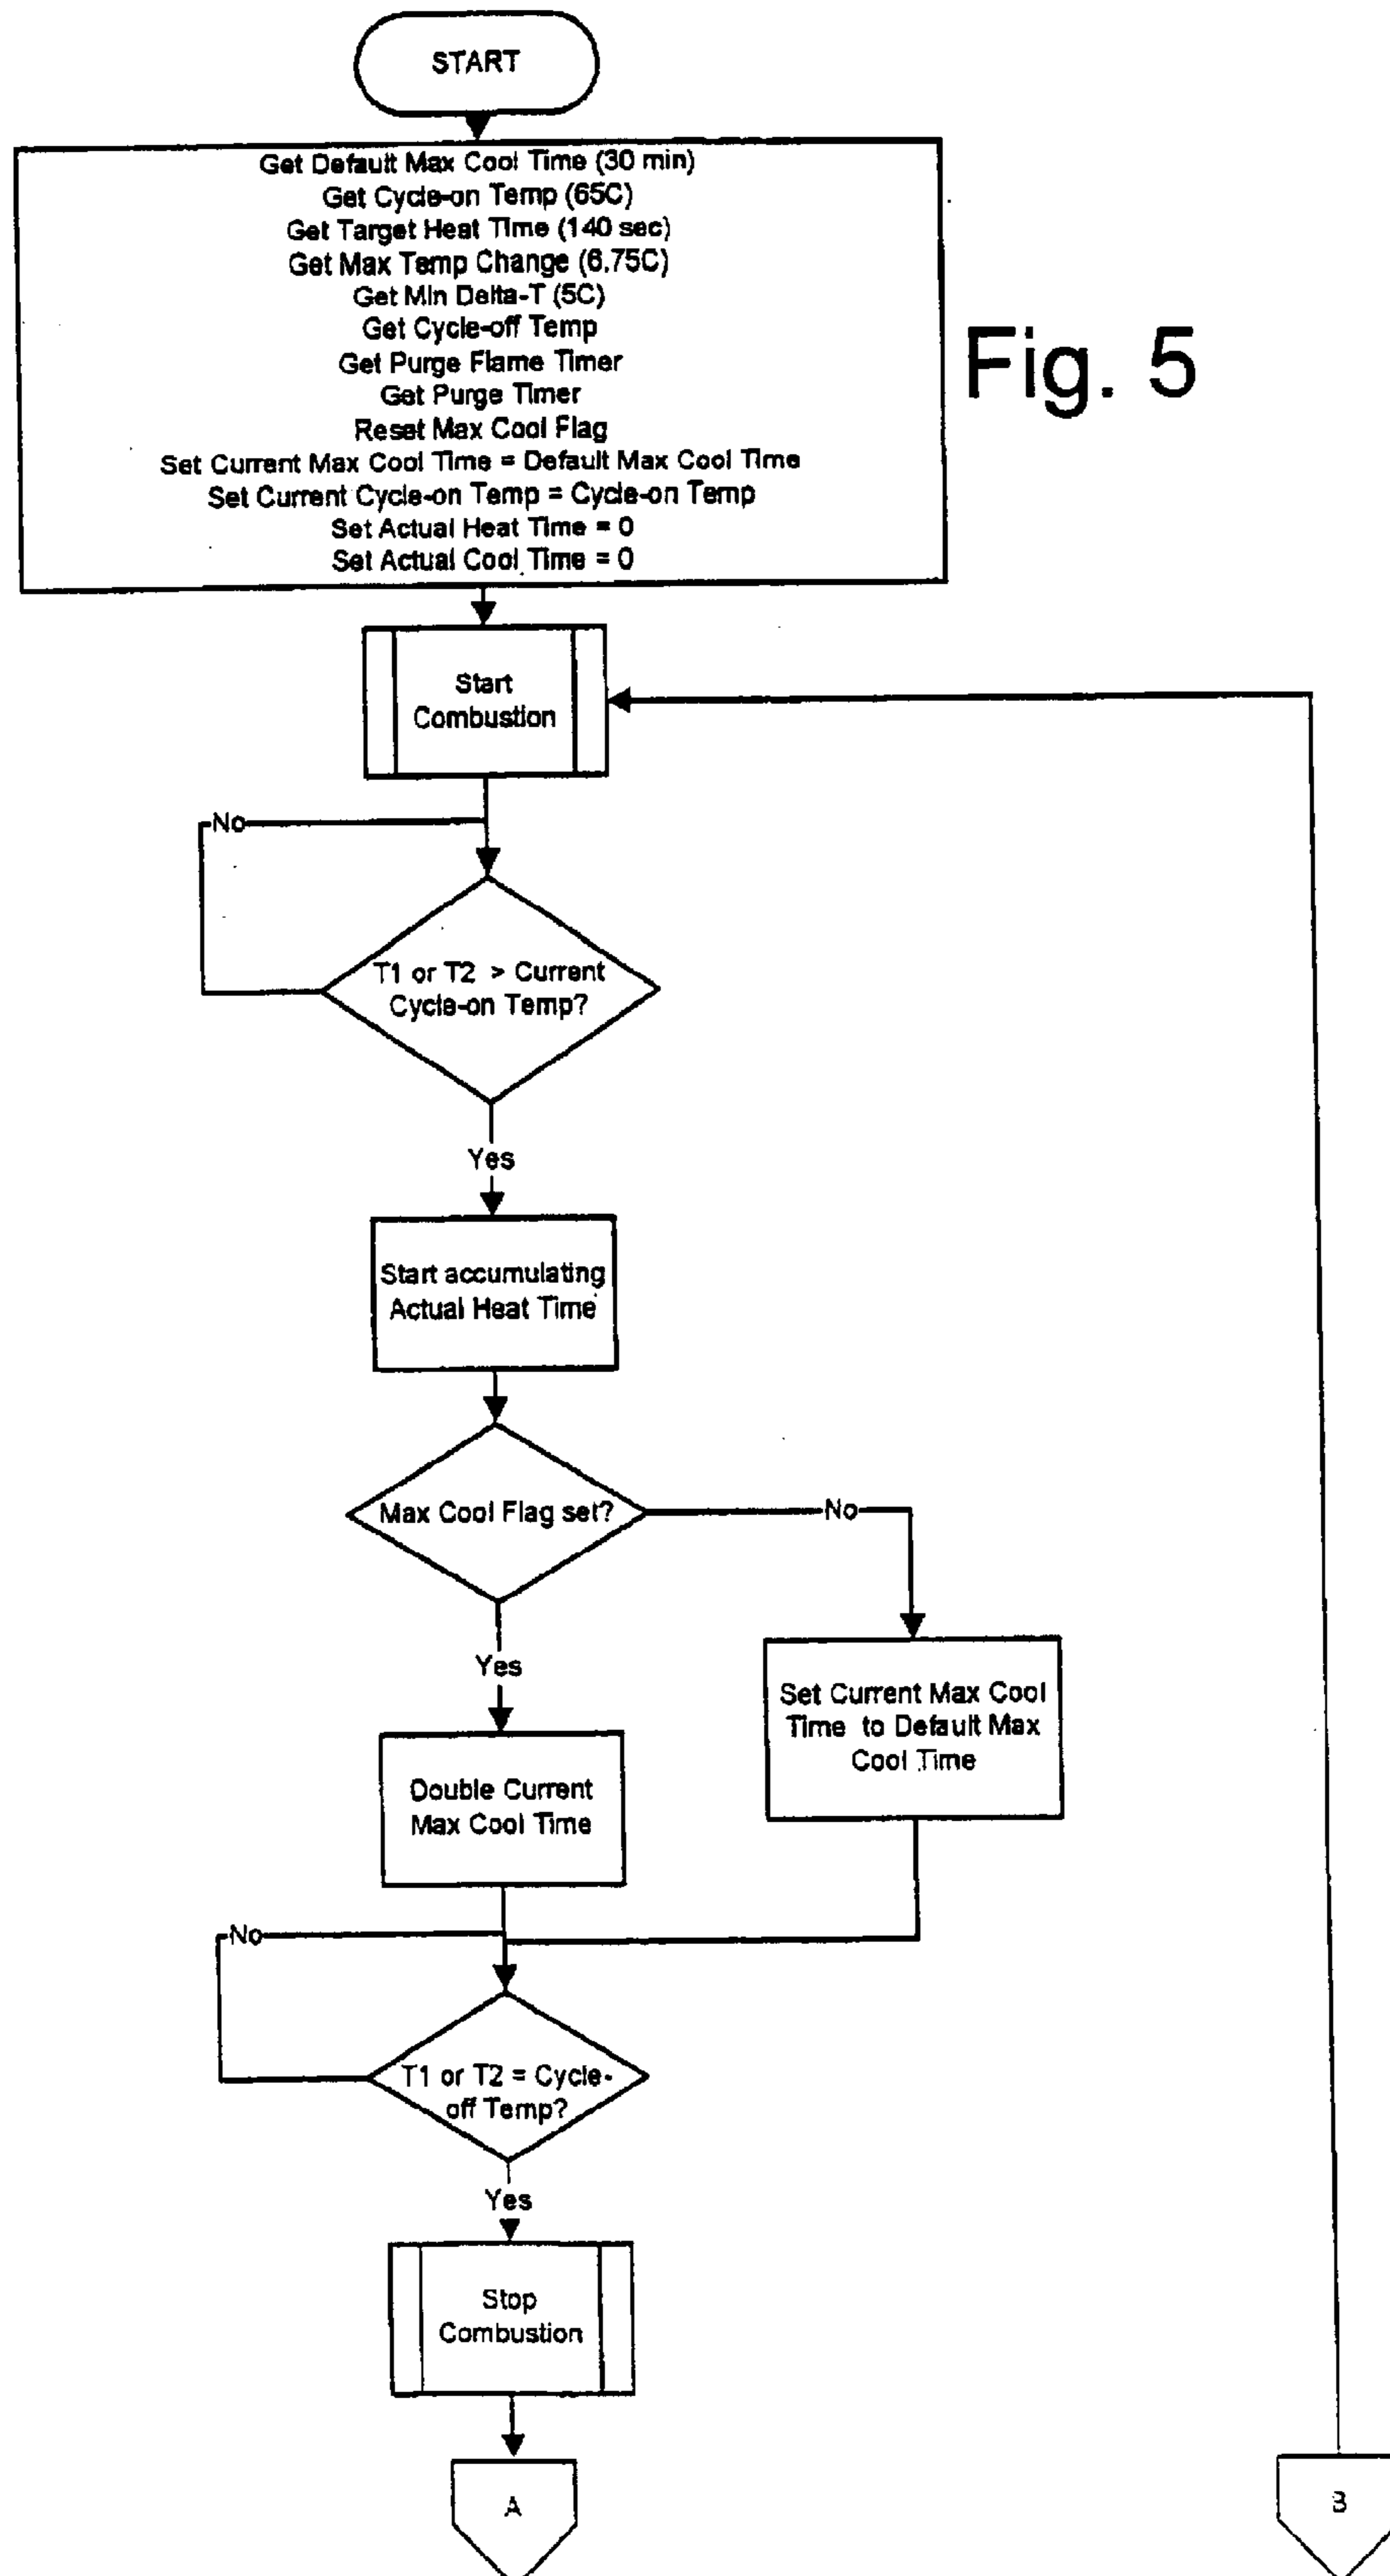 START
Get Default Max Cool Time (30 min)
Get Cycle-on Temp (65C)
Get Target Heat Time (140 sec)
Get Max Temp Change (6.75C)
Get Min Delta-T (5C)
Get Cycle-off Temp
Get Purge Flame Timer
Get Purge Timer
Reset Max Cool Flag
Set Current Max Cool Time = Default Max Cool Time
Set Current Cycle-on Temp = Cycle-on Temp
Set Actual Heat Time = 0
Set Actual Cool Time = 0
Fig. 5
Start
Combustion
No
T1 or T2 > Current
Cycle-on Temp?
Yes
Start accumulating
Actual Heat Time
Max Cool Flag set?
No
Yes
Set Current Max Cool
Time to Default Max
Cool Time
Double Current
Max Cool Time
No
T1 or T2 = Cycle-
off Temp?
Yes
Stop
Combustion
A
B